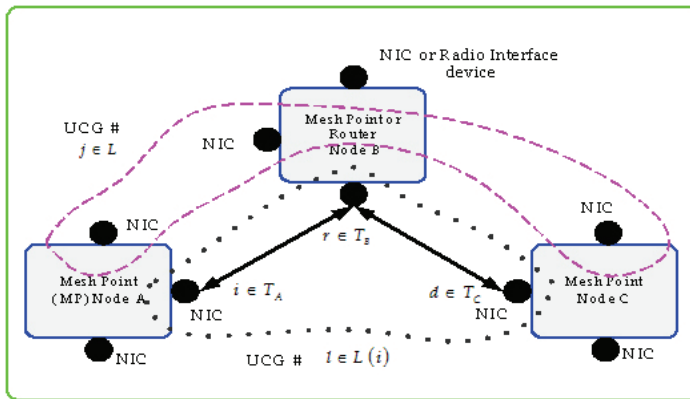 NIC or Radio Interface
device
UCG #
j ∈ L
NIC
Mesh Point or
Router
Node B
NIC
NIC
r ∈ T_B
Mesh Point
(MP) Node A
i ∈ T_A
d ∈ T_C
Mesh Point
Node C
NIC
NIC
NIC
UCG # l ∈ L (i)
NIC